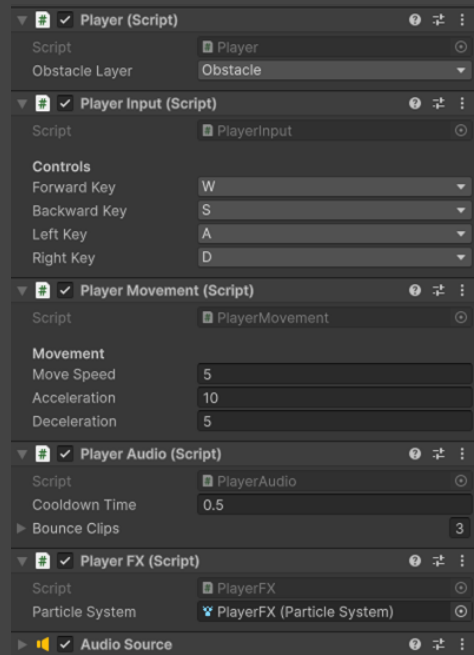 Player (Script)
Script Player
Obstacle Layer Obstacle
Player Input (Script)
Script PlayerInput
Controls
Forward Key W
Backward Key S
Left Key A
Right Key D
Player Movement (Script)
Script PlayerMovement
Movement
Move Speed 5
Acceleration 10
Deceleration 5
Player Audio (Script)
Script PlayerAudio
Cooldown Time 0.5
Bounce Clips 3
Player FX (Script)
Script PlayerFX
Particle System PlayerFX (Particle System)
Audio Source